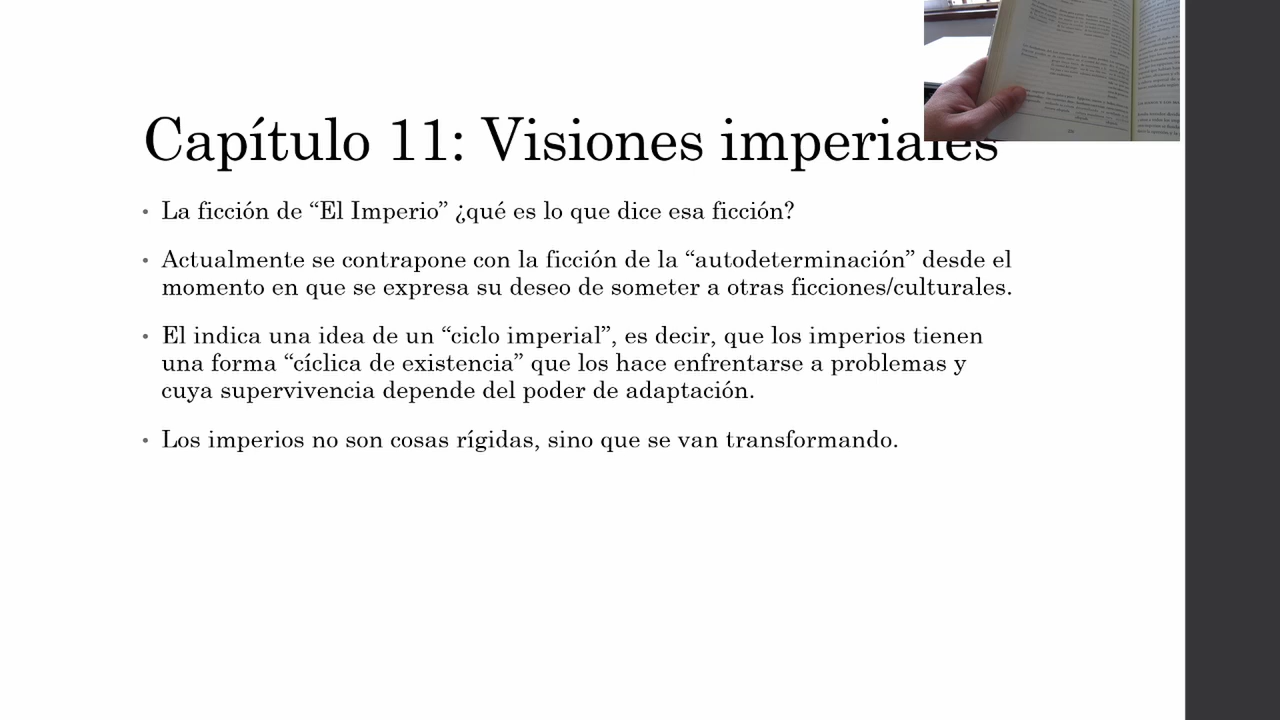 Capítulo 11: Visiones imperiales
La ficción de “El Imperio” ¿qué es lo que dice esa ficción?
Actualmente se contrapone con la ficción de la “autodeterminación” desde el
momento en que se expresa su deseo de someter a otras ficciones/culturales.
El indica una idea de un “ciclo imperial”, es decir, que los imperios tienen
una forma “cíclica de existencia” que los hace enfrentarse a problemas y
cuya supervivencia depende del poder de adaptación.
Los imperios no son cosas rígidas, sino que se van transformando.